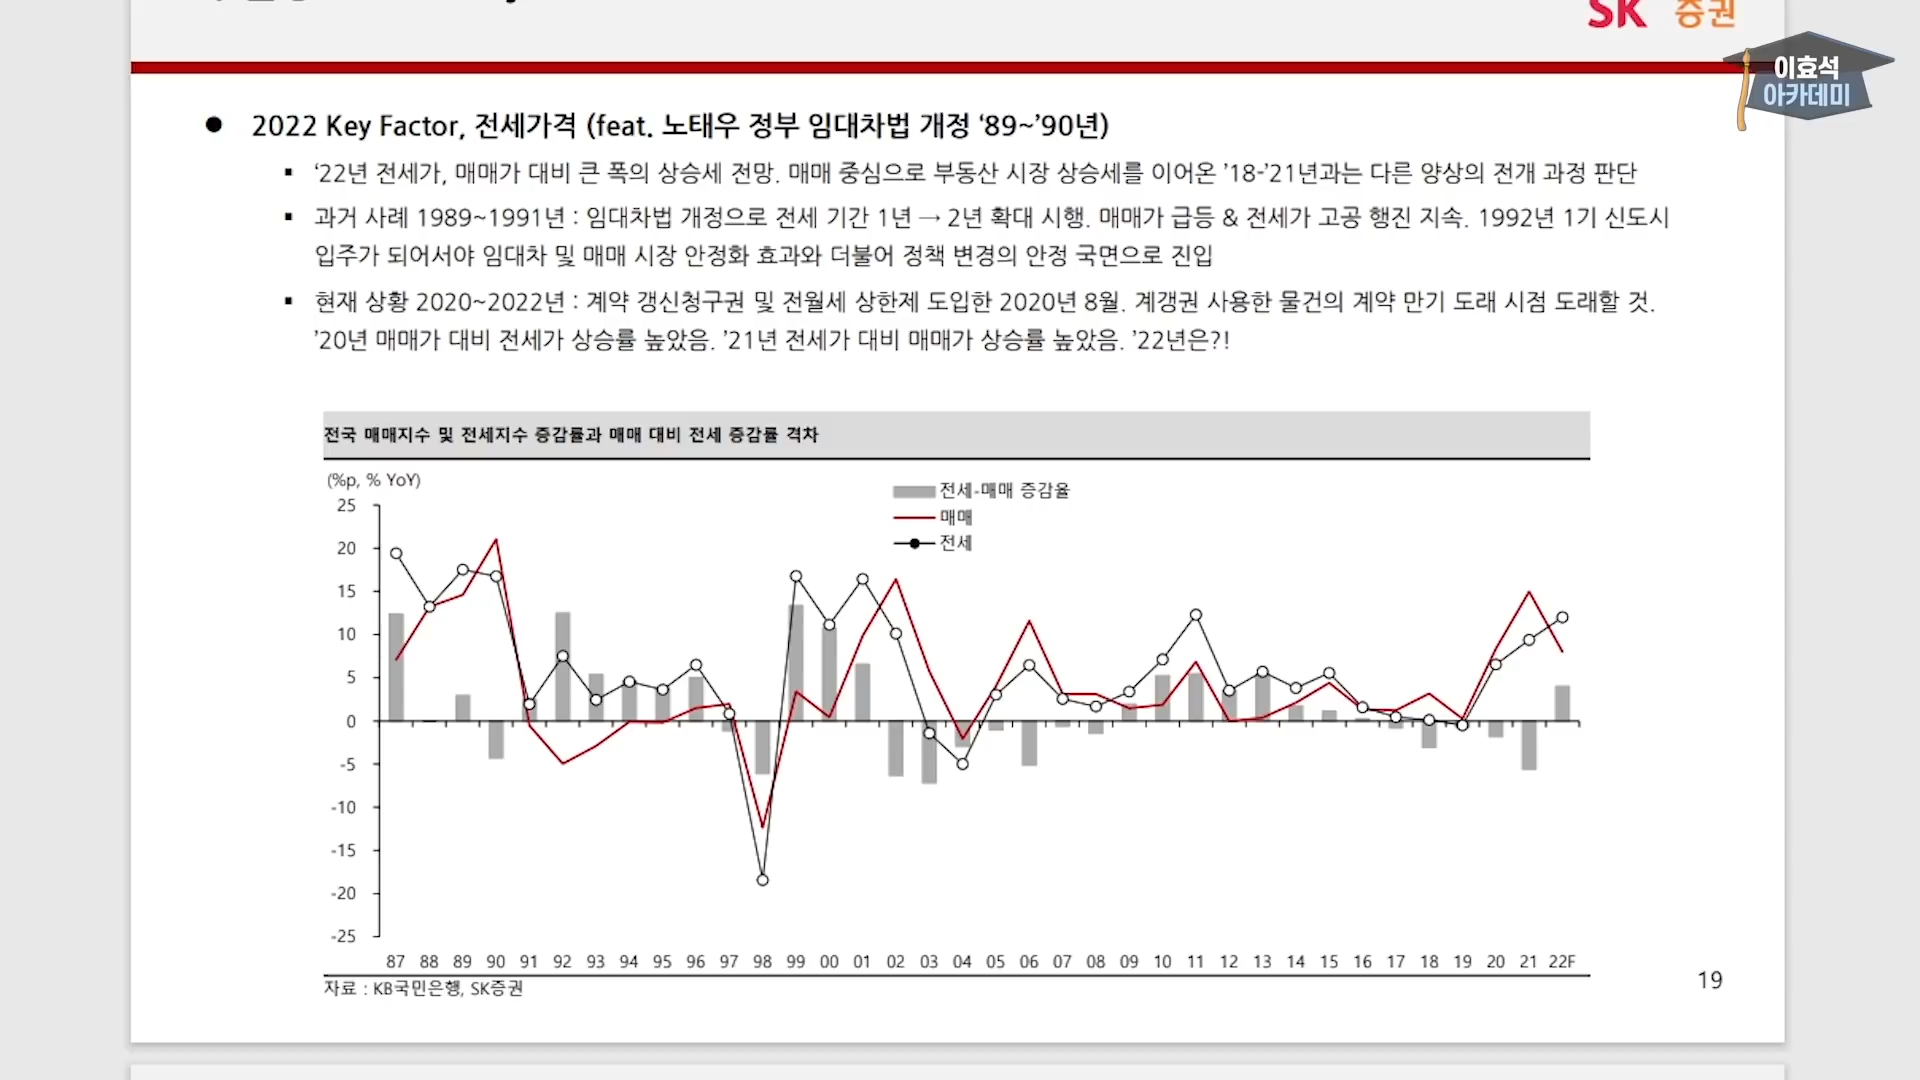 SK 증권
이효석
아카데미
● 2022 Key Factor, 전세가격 (feat. 노태우 정부 임대차법 개정 ‘89~’90년)
▪ ‘22년 전세가, 매매가 대비 큰 폭의 상승세 전망. 매매 중심으로 부동산 시장 상승세를 이어온 ’18-’21년과는 다른 양상의 전개 과정 판단
▪ 과거 사례 1989~1991년 : 임대차법 개정으로 전세 기간 1년 → 2년 확대 시행. 매매가 급등 & 전세가 고공 행진 지속. 1992년 1기 신도시
입주가 되어서야 임대차 및 매매 시장 안정화 효과와 더불어 정책 변경의 안정 국면으로 진입
▪ 현재 상황 2020~2022년 : 계약 갱신청구권 및 전월세 상한제 도입한 2020년 8월. 계갱권 사용한 물건의 계약 만기 도래 시점 도래할 것.
’20년 매매가 대비 전세가 상승률 높았음. ’21년 전세가 대비 매매가 상승률 높았음. ’22년은?!
전국 매매지수 및 전세지수 증감률과 매매 대비 전세 증감률 격차
(%p, % YoY)
전세-매매 증감율
매매
전세
25
20
15
10
5
0
-5
-10
-15
-20
-25
87 88 89 90 91 92 93 94 95 96 97 98 99 00 01 02 03 04 05 06 07 08 09 10 11 12 13 14 15 16 17 18 19 20 21 22F
자료 : KB국민은행, SK증권
19